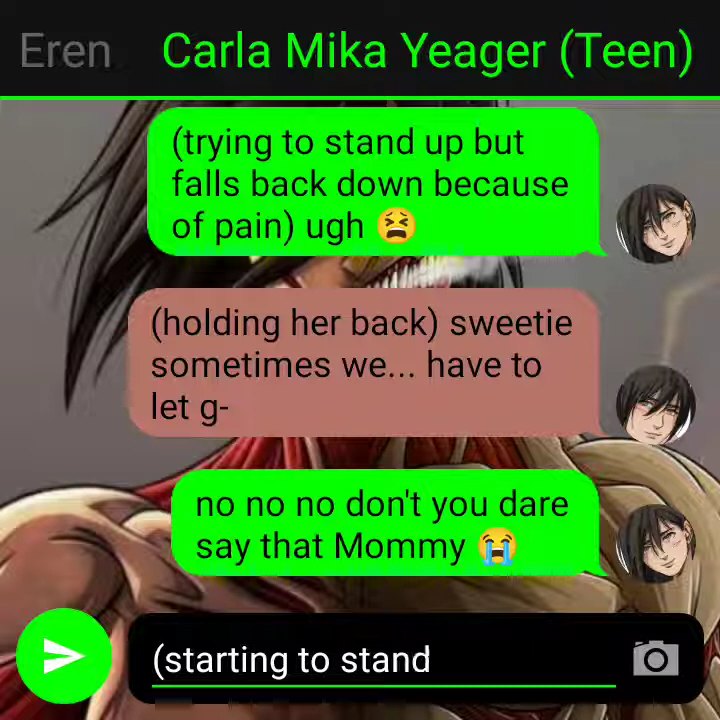 Eren Carla Mika Yeager (Teen)
(trying to stand up but
falls back down because
of pain) ugh 😫
(holding her back) sweetie
sometimes we... have to
let g-
no no no don't you dare
say that Mommy 😭
(starting to stand